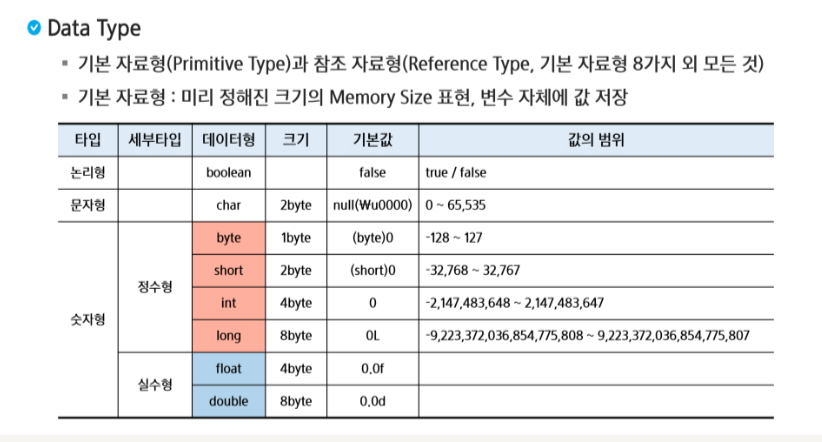 Data Type
기본 자료형(Primitive Type)과 참조 자료형(Reference Type, 기본 자료형 8가지 외 모든 것)
기본 자료형 : 미리 정해진 크기의 Memory Size 표현, 변수 자체에 값 저장
타입 세부타입 데이터형 크기 기본값 값의 범위
논리형 boolean false true / false
문자형 char 2byte null(₩u0000) 0 ~ 65,535
byte 1byte (byte)0 -128 ~ 127
short 2byte (short)0 -32,768 ~ 32,767
정수형
int 4byte 0 -2,147,483,648 ~ 2,147,483,647
숫자형
long 8byte 0L -9,223,372,036,854,775,808 ~ 9,223,372,036,854,775,807
float 4byte 0.0f
실수형
double 8byte 0.0d